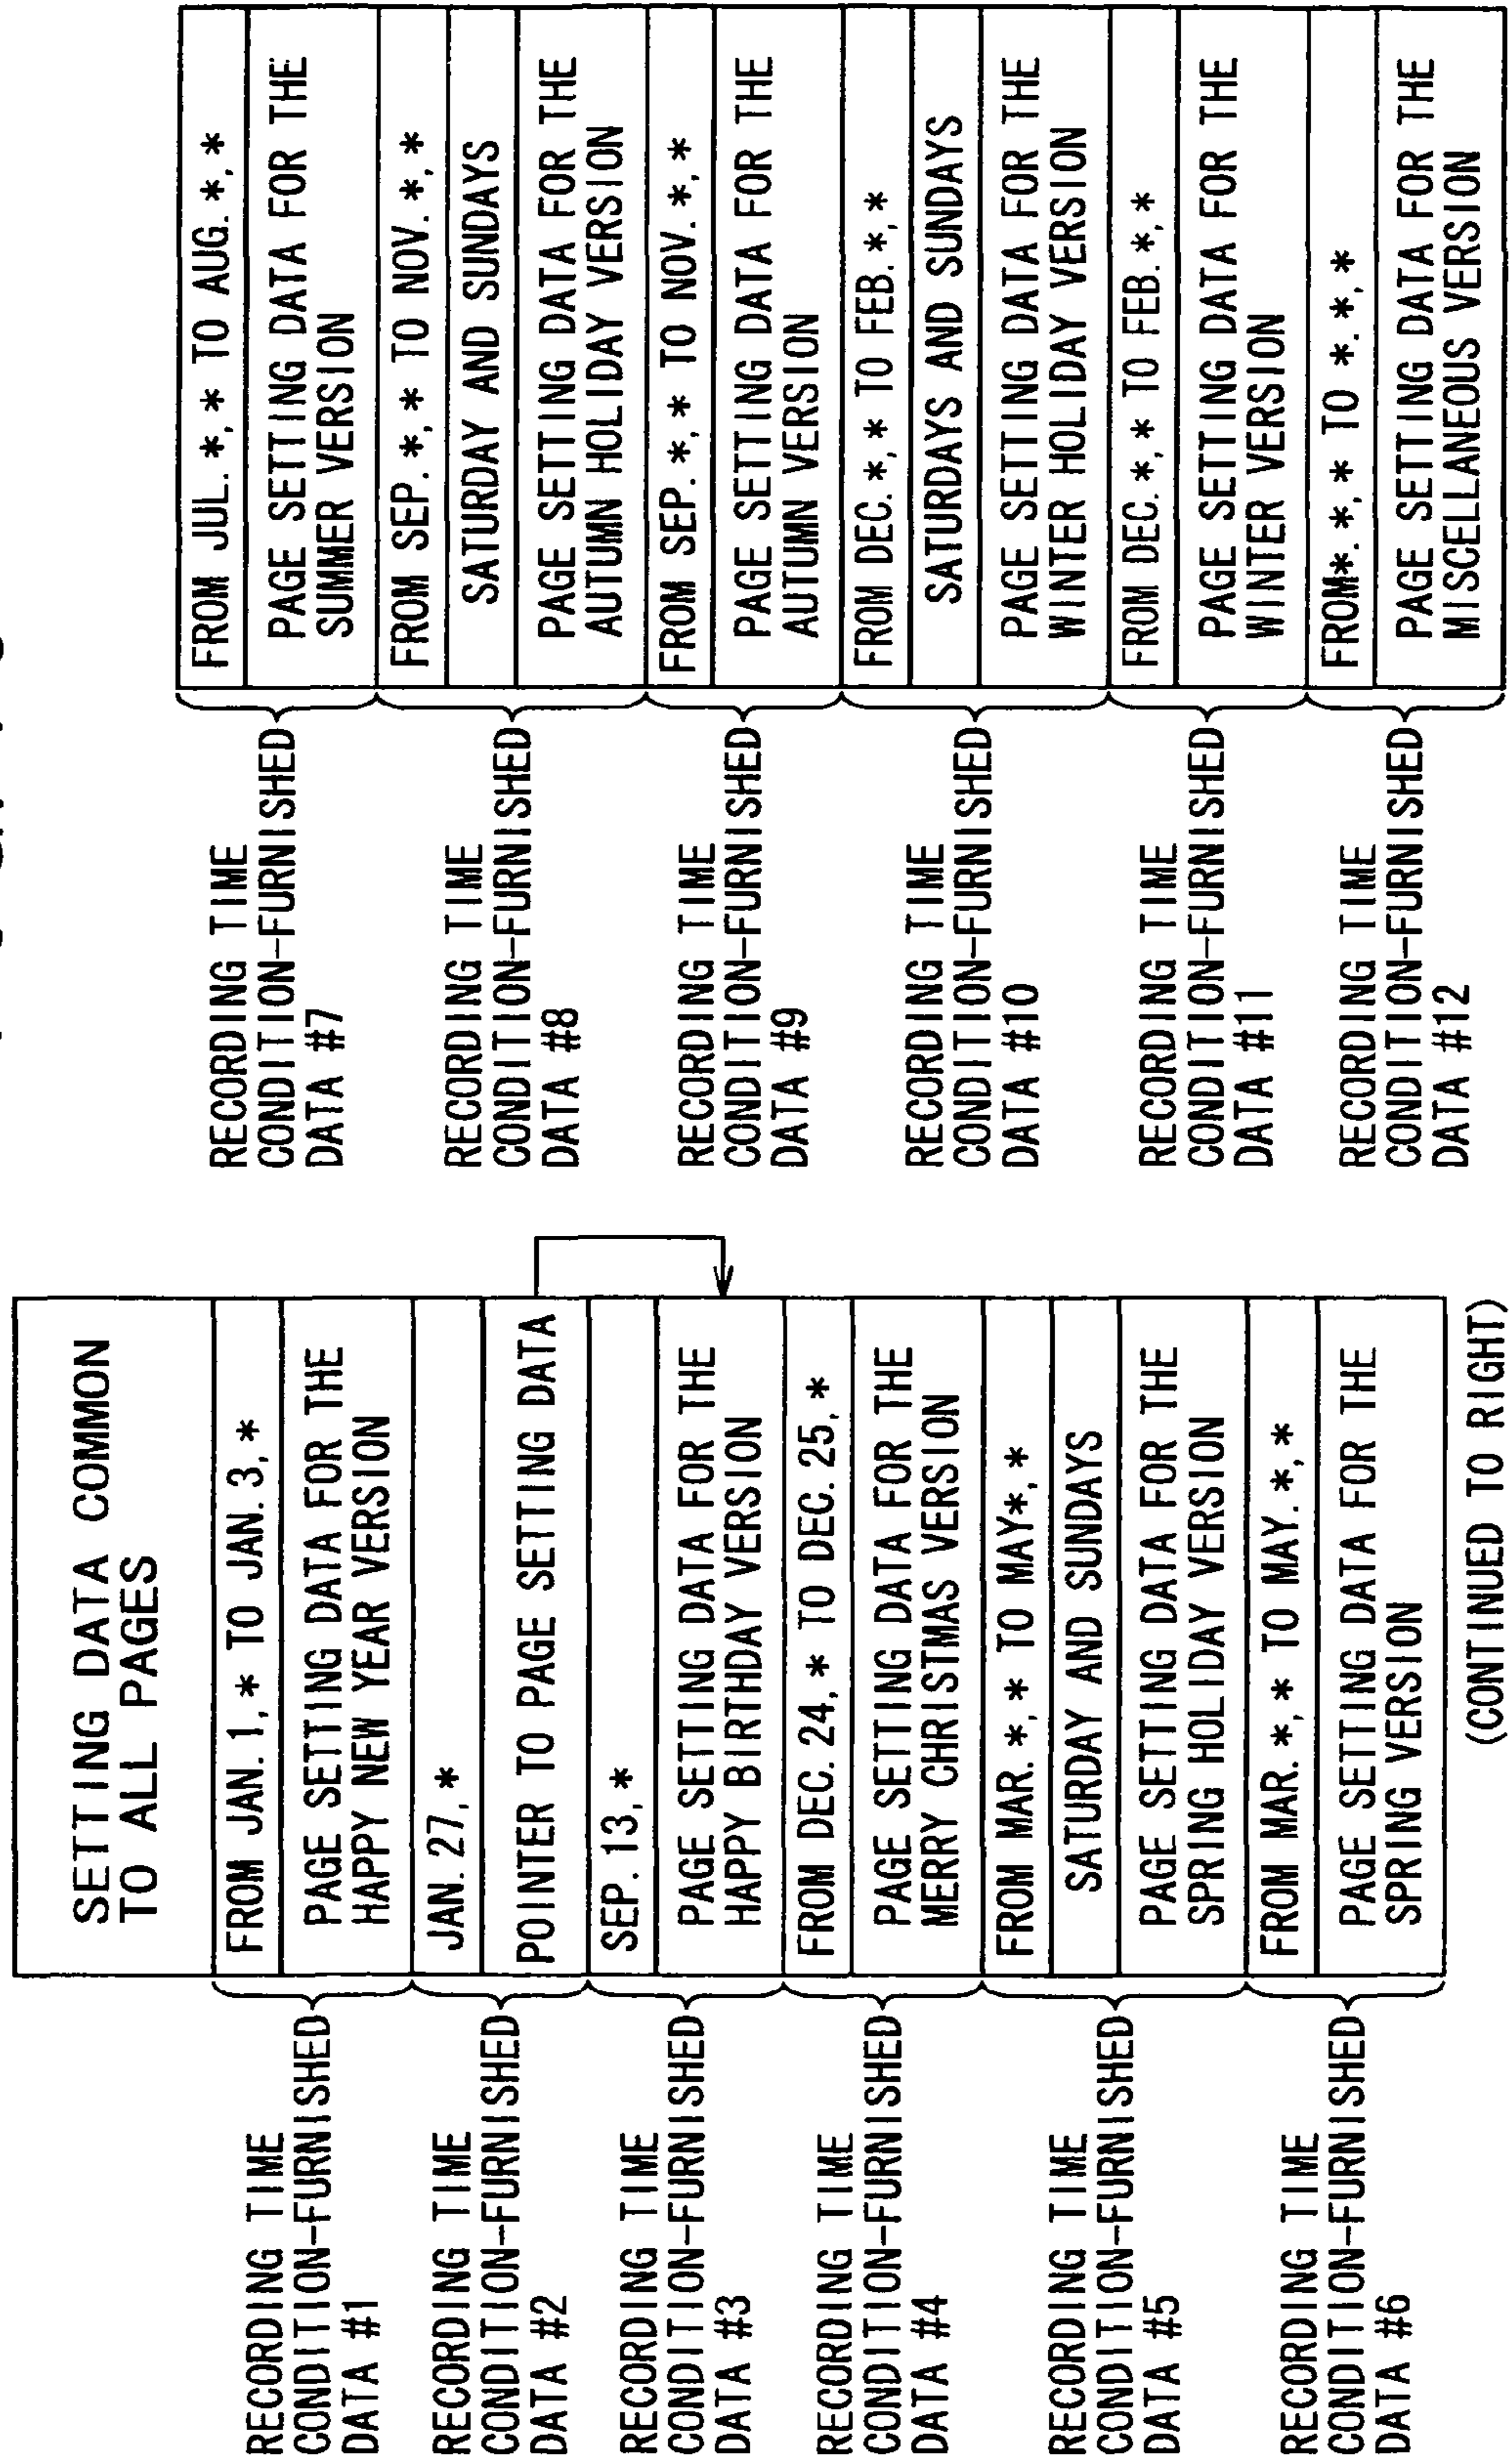 SETTING DATA COMMON
TO ALL PAGES
RECORDING TIME
CONDITION-FURNISHED
DATA #1
FROM JAN. 1, * TO JAN. 3, *
PAGE SETTING DATA FOR THE
HAPPY NEW YEAR VERSION
RECORDING TIME
CONDITION-FURNISHED
DATA #2
JAN. 27, *
POINTER TO PAGE SETTING DATA
RECORDING TIME
CONDITION-FURNISHED
DATA #3
SEP. 13, *
PAGE SETTING DATA FOR THE
HAPPY BIRTHDAY VERSION
RECORDING TIME
CONDITION-FURNISHED
DATA #4
FROM DEC. 24, * TO DEC. 25, *
PAGE SETTING DATA FOR THE
MERRY CHRISTMAS VERSION
RECORDING TIME
CONDITION-FURNISHED
DATA #5
FROM MAR. *, * TO MAY*, *
SATURDAY AND SUNDAYS
PAGE SETTING DATA FOR THE
SPRING HOLIDAY VERSION
RECORDING TIME
CONDITION-FURNISHED
DATA #6
FROM MAR. *, * TO MAY. *, *
PAGE SETTING DATA FOR THE
SPRING VERSION
(CONTINUED TO RIGHT)
RECORDING TIME
CONDITION-FURNISHED
DATA #7
FROM JUL. *, * TO AUG. *, *
PAGE SETTING DATA FOR THE
SUMMER VERSION
RECORDING TIME
CONDITION-FURNISHED
DATA #8
FROM SEP. *, * TO NOV. *, *
SATURDAY AND SUNDAYS
PAGE SETTING DATA FOR THE
AUTUMN HOLIDAY VERSION
RECORDING TIME
CONDITION-FURNISHED
DATA #9
FROM SEP. *, * TO NOV. *, *
PAGE SETTING DATA FOR THE
AUTUMN VERSION
RECORDING TIME
CONDITION-FURNISHED
DATA #10
FROM DEC. *, * TO FEB. *, *
SATURDAYS AND SUNDAYS
PAGE SETTING DATA FOR THE
WINTER HOLIDAY VERSION
RECORDING TIME
CONDITION-FURNISHED
DATA #11
FROM DEC. *, * TO FEB. *, *
PAGE SETTING DATA FOR THE
WINTER VERSION
RECORDING TIME
CONDITION-FURNISHED
DATA #12
FROM*. *, * TO *. *, *
PAGE SETTING DATA FOR THE
MISCELLANEOUS VERSION